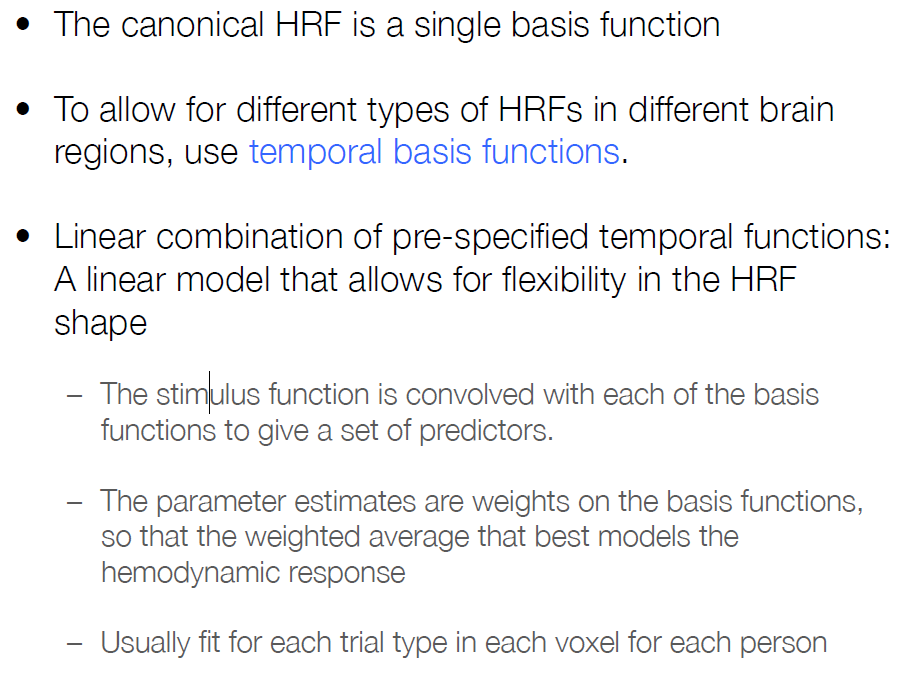 • The canonical HRF is a single basis function
• To allow for different types of HRFs in different brain
regions, use temporal basis functions.
• Linear combination of pre-specified temporal functions:
A linear model that allows for flexibility in the HRF
shape
– The stimulus function is convolved with each of the basis
functions to give a set of predictors.
– The parameter estimates are weights on the basis functions,
so that the weighted average that best models the
hemodynamic response
– Usually fit for each trial type in each voxel for each person